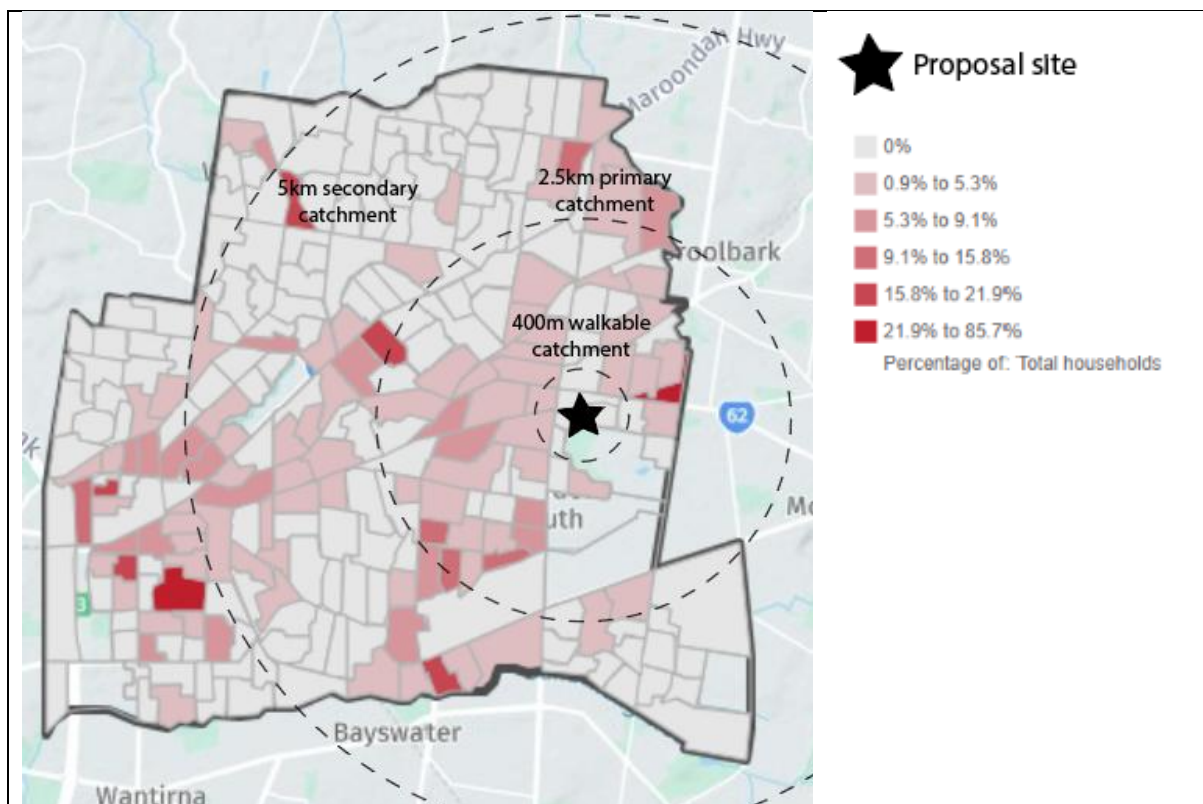 Maroondah Hwy
5km secondary
catchment
2.5km primary
catchment
roolbark
400m walkable
catchment
62
uth
Mo
3
Bayswater
Wantirna
Proposal site
0%
0.9% to 5.3%
5.3% to 9.1%
9.1% to 15.8%
15.8% to 21.9%
21.9% to 85.7%
Percentage of: Total households